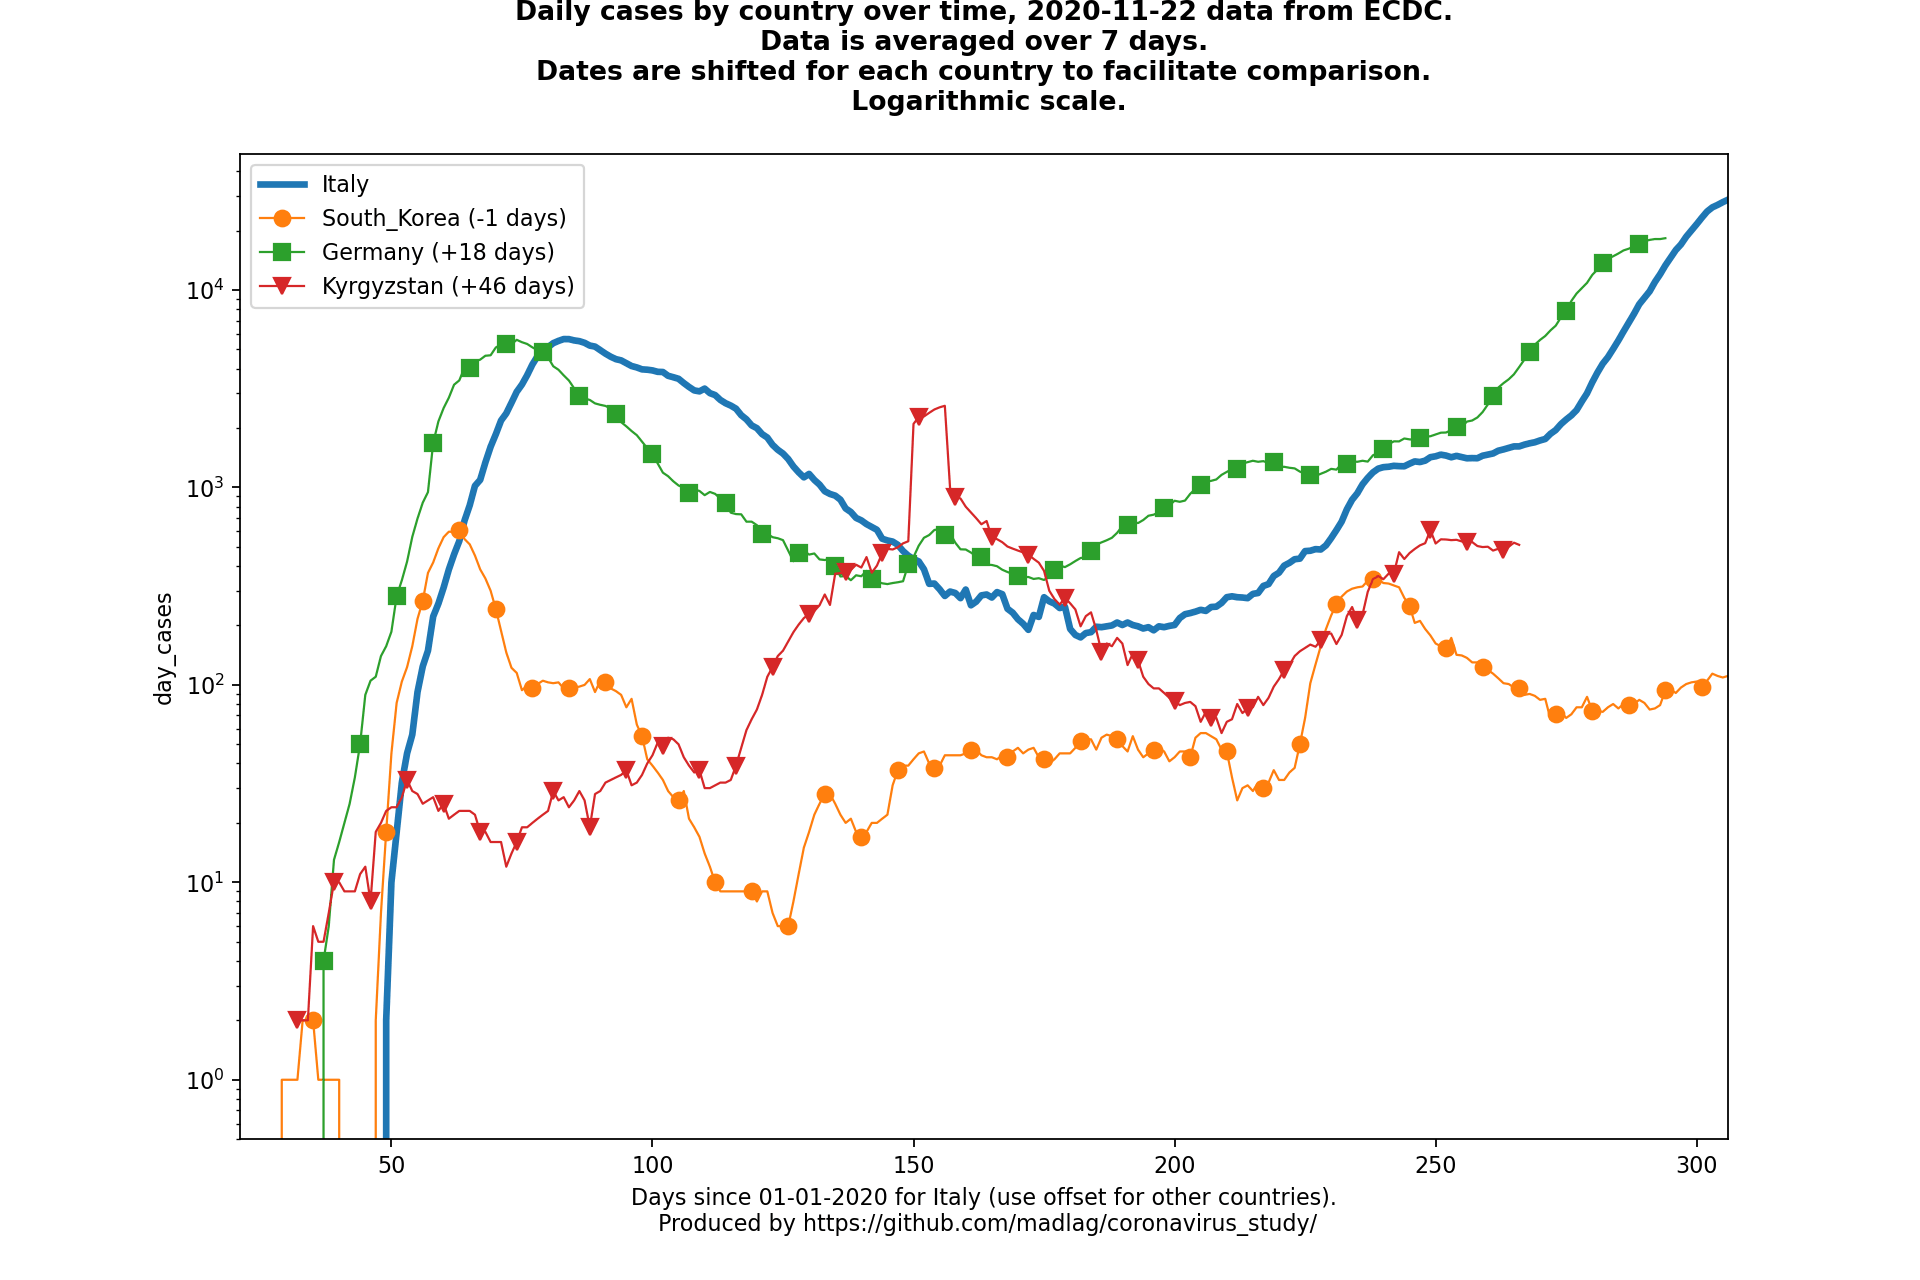 Daily cases by country over time, 2020-11-22 data from ECDC.
Data is averaged over 7 days.
Dates are shifted for each country to facilitate comparison.
Logarithmic scale.
Italy
South_Korea (-1 days)
Germany (+18 days)
Kyrgyzstan (+46 days)
day_cases
10⁴
10³
10²
10¹
10⁰
50 100 150 200 250 300
Days since 01-01-2020 for Italy (use offset for other countries).
Produced by https://github.com/madlag/coronavirus_study/